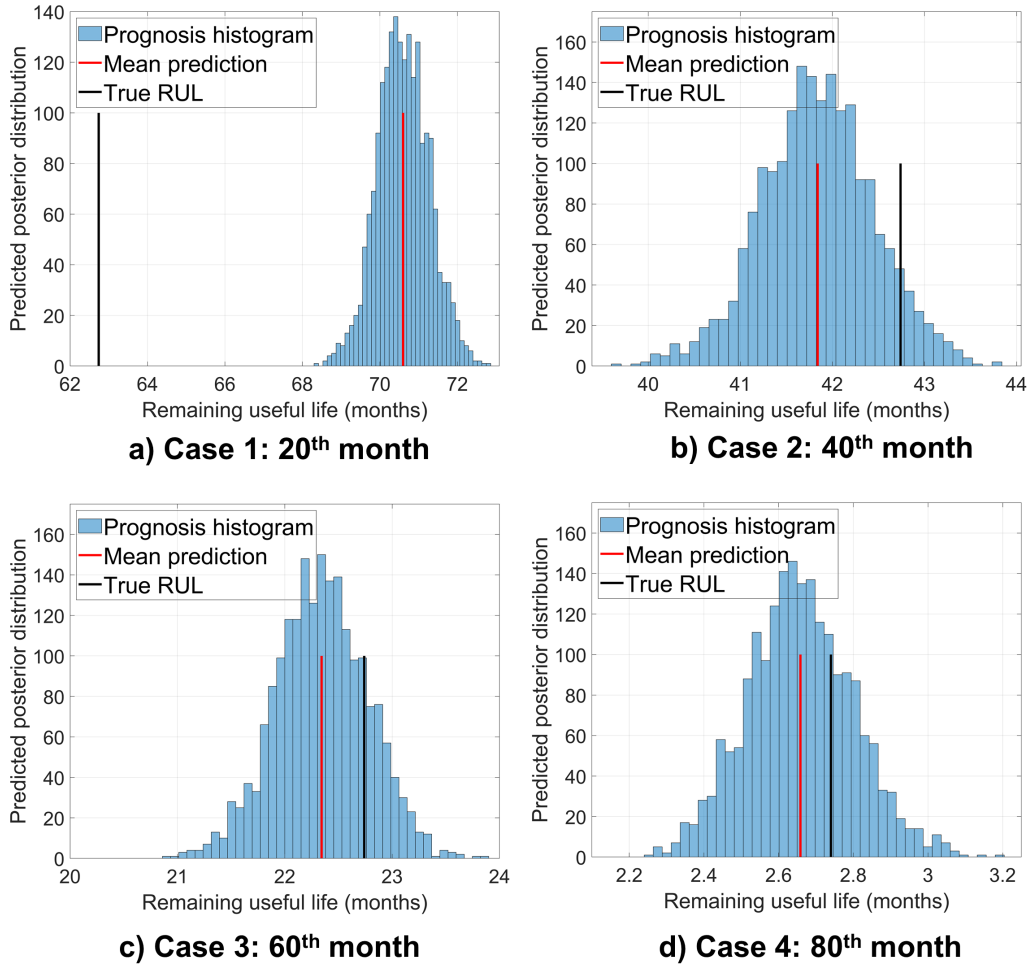 140
120
100
80
60
40
20
0
Predicted posterior distribution
Prognosis histogram
Mean prediction
True RUL
62 64 66 68 70 72
Remaining useful life (months)
a) Case 1: 20th month
160
140
120
100
80
60
40
20
0
Predicted posterior distribution
Prognosis histogram
Mean prediction
True RUL
40 41 42 43 44
Remaining useful life (months)
b) Case 2: 40th month
160
140
120
100
80
60
40
20
0
Predicted posterior distribution
Prognosis histogram
Mean prediction
True RUL
20 21 22 23 24
Remaining useful life (months)
c) Case 3: 60th month
160
140
120
100
80
60
40
20
0
Predicted posterior distribution
Prognosis histogram
Mean prediction
True RUL
2.2 2.4 2.6 2.8 3 3.2
Remaining useful life (months)
d) Case 4: 80th month